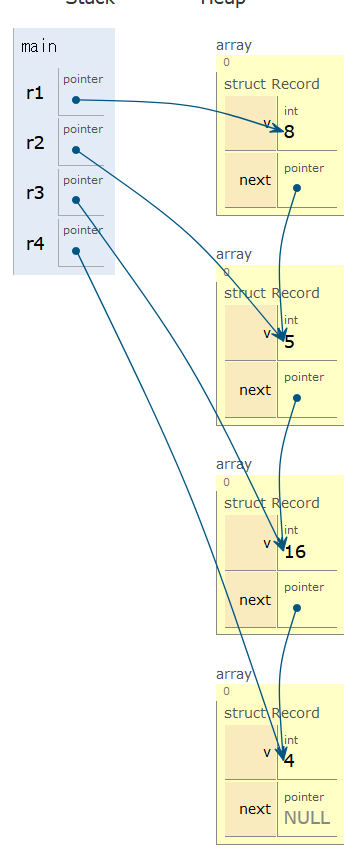 Stack Heap
main
r1 pointer
r2 pointer
r3 pointer
r4 pointer
array
0
struct Record
v int 8
next pointer
array
0
struct Record
v int 5
next pointer
array
0
struct Record
v int 16
next pointer
array
0
struct Record
v int 4
next pointer NULL